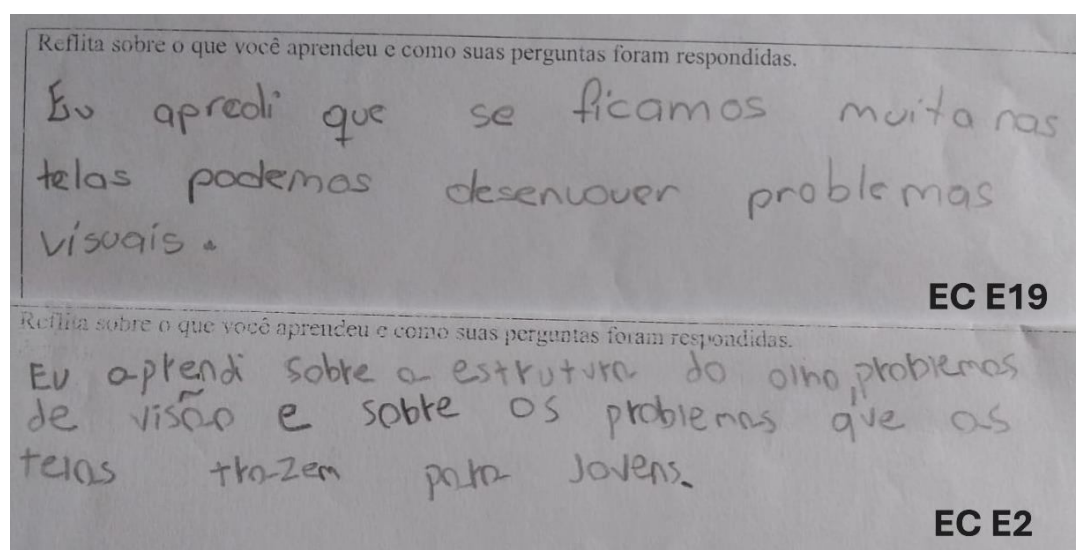 Reflita sobre o que você aprendeu e como suas perguntas foram respondidas.
Eu apredi que se ficamos muita nas
telas podemos desenvouer problemas
visuais.
EC E19
Reflita sobre o que você aprendeu e como suas perguntas foram respondidas.
Eu aprendi sobre a estrutura do olho, problemas
de visão e sobre os problemas que as
telas trazem para Jovens.
EC E2